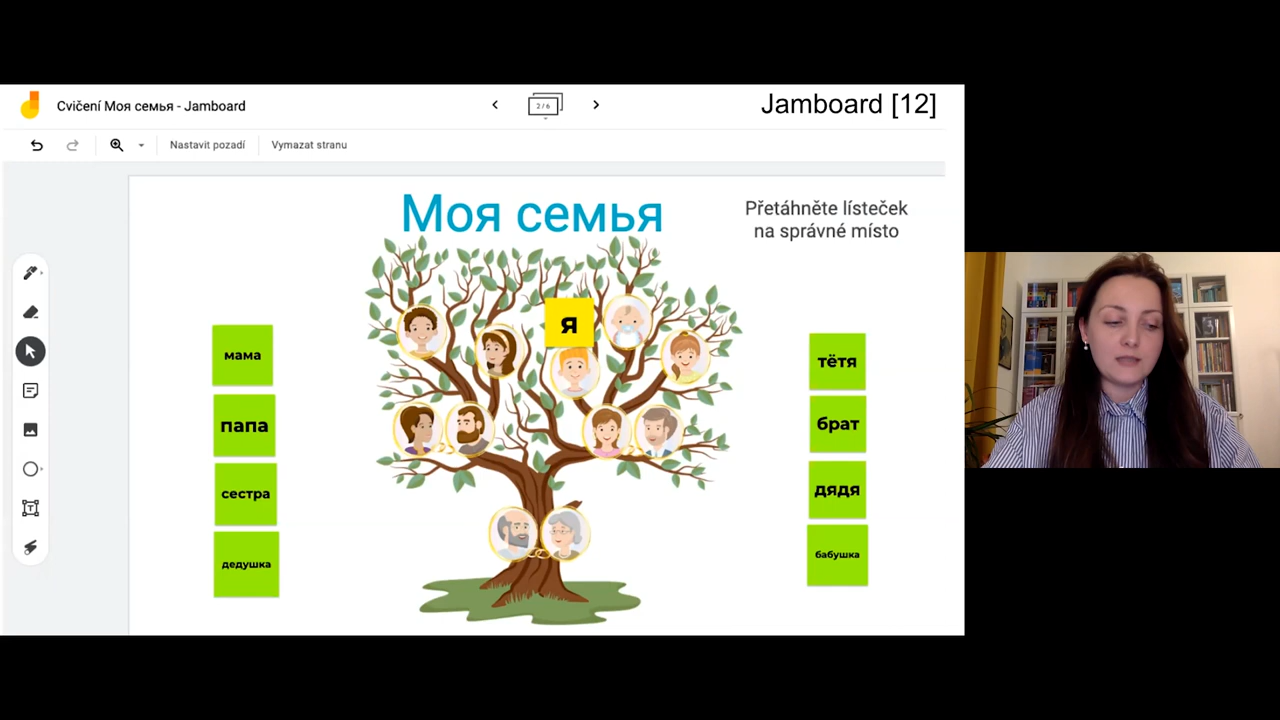 Cvičení Моя семья - Jamboard
2/6
Jamboard [12]
Nastavit pozadí
Vymazat stranu
Моя семья
Přetáhněte lísteček
na správné místo
я
мама
папа
сестра
дедушка
тётя
брат
дядя
бабушка